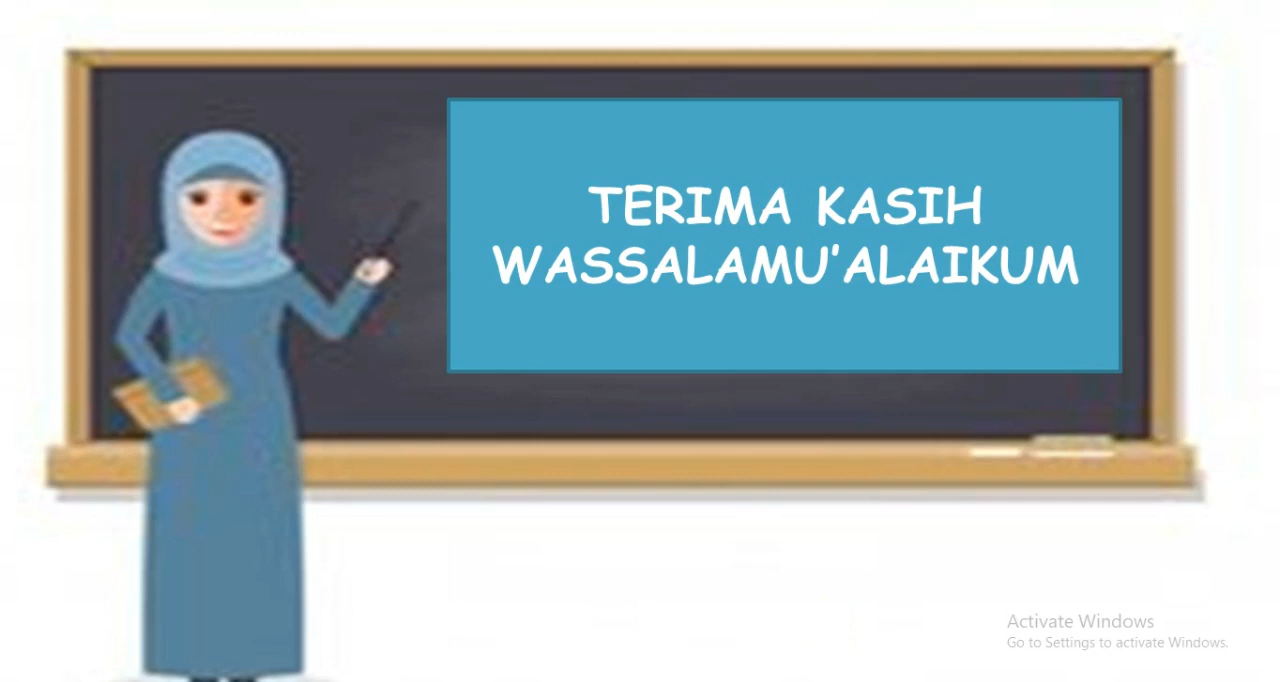 TERIMA KASIH
WASSALAMU’ALAIKUM
Activate Windows
Go to Settings to activate Windows.